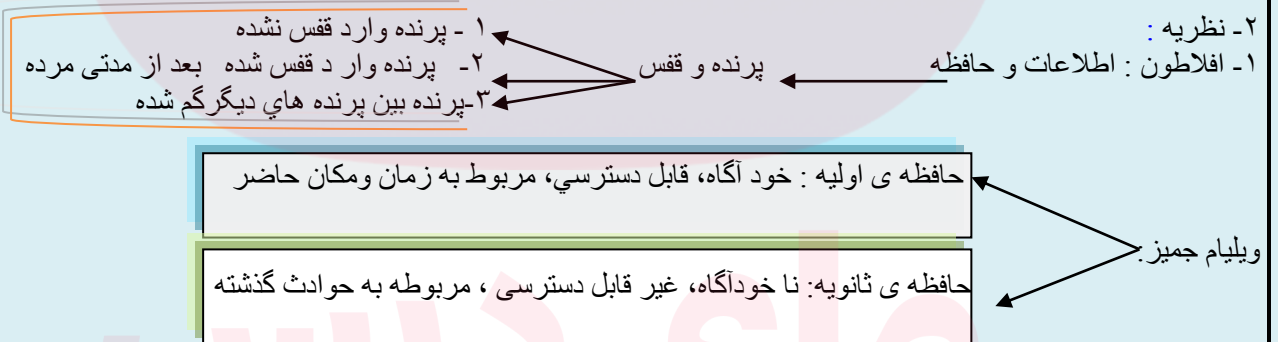 ۲- نظریه :
۱- افلاطون : اطلاعات و حافظه
پرنده و قفس
۱ - پرنده وارد قفس نشده
۲- پرنده وار د قفس شده بعد از مدتی مرده
۳-پرنده بین پرنده هاي دیگرگم شده
حافظه ی اولیه : خود آگاه، قابل دسترسي، مربوط به زمان ومکان حاضر
ویلیام جمیز:
حافظه ی ثانویه: نا خودآگاه، غیر قابل دسترسی ، مربوطه به حوادث گذشته